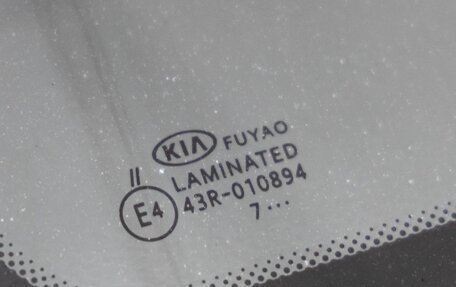 KIA FUYAO
II LAMINATED
E4 43R-010894
7···